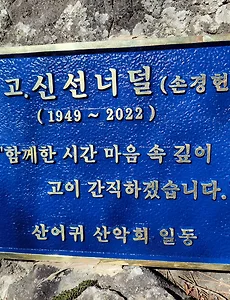 고.신선너덜(손경현
(1949 ~ 2022)
"함께한 시간 마음 속 깊이
고이 간직하겠습니다.
산어귀 산악회 일동